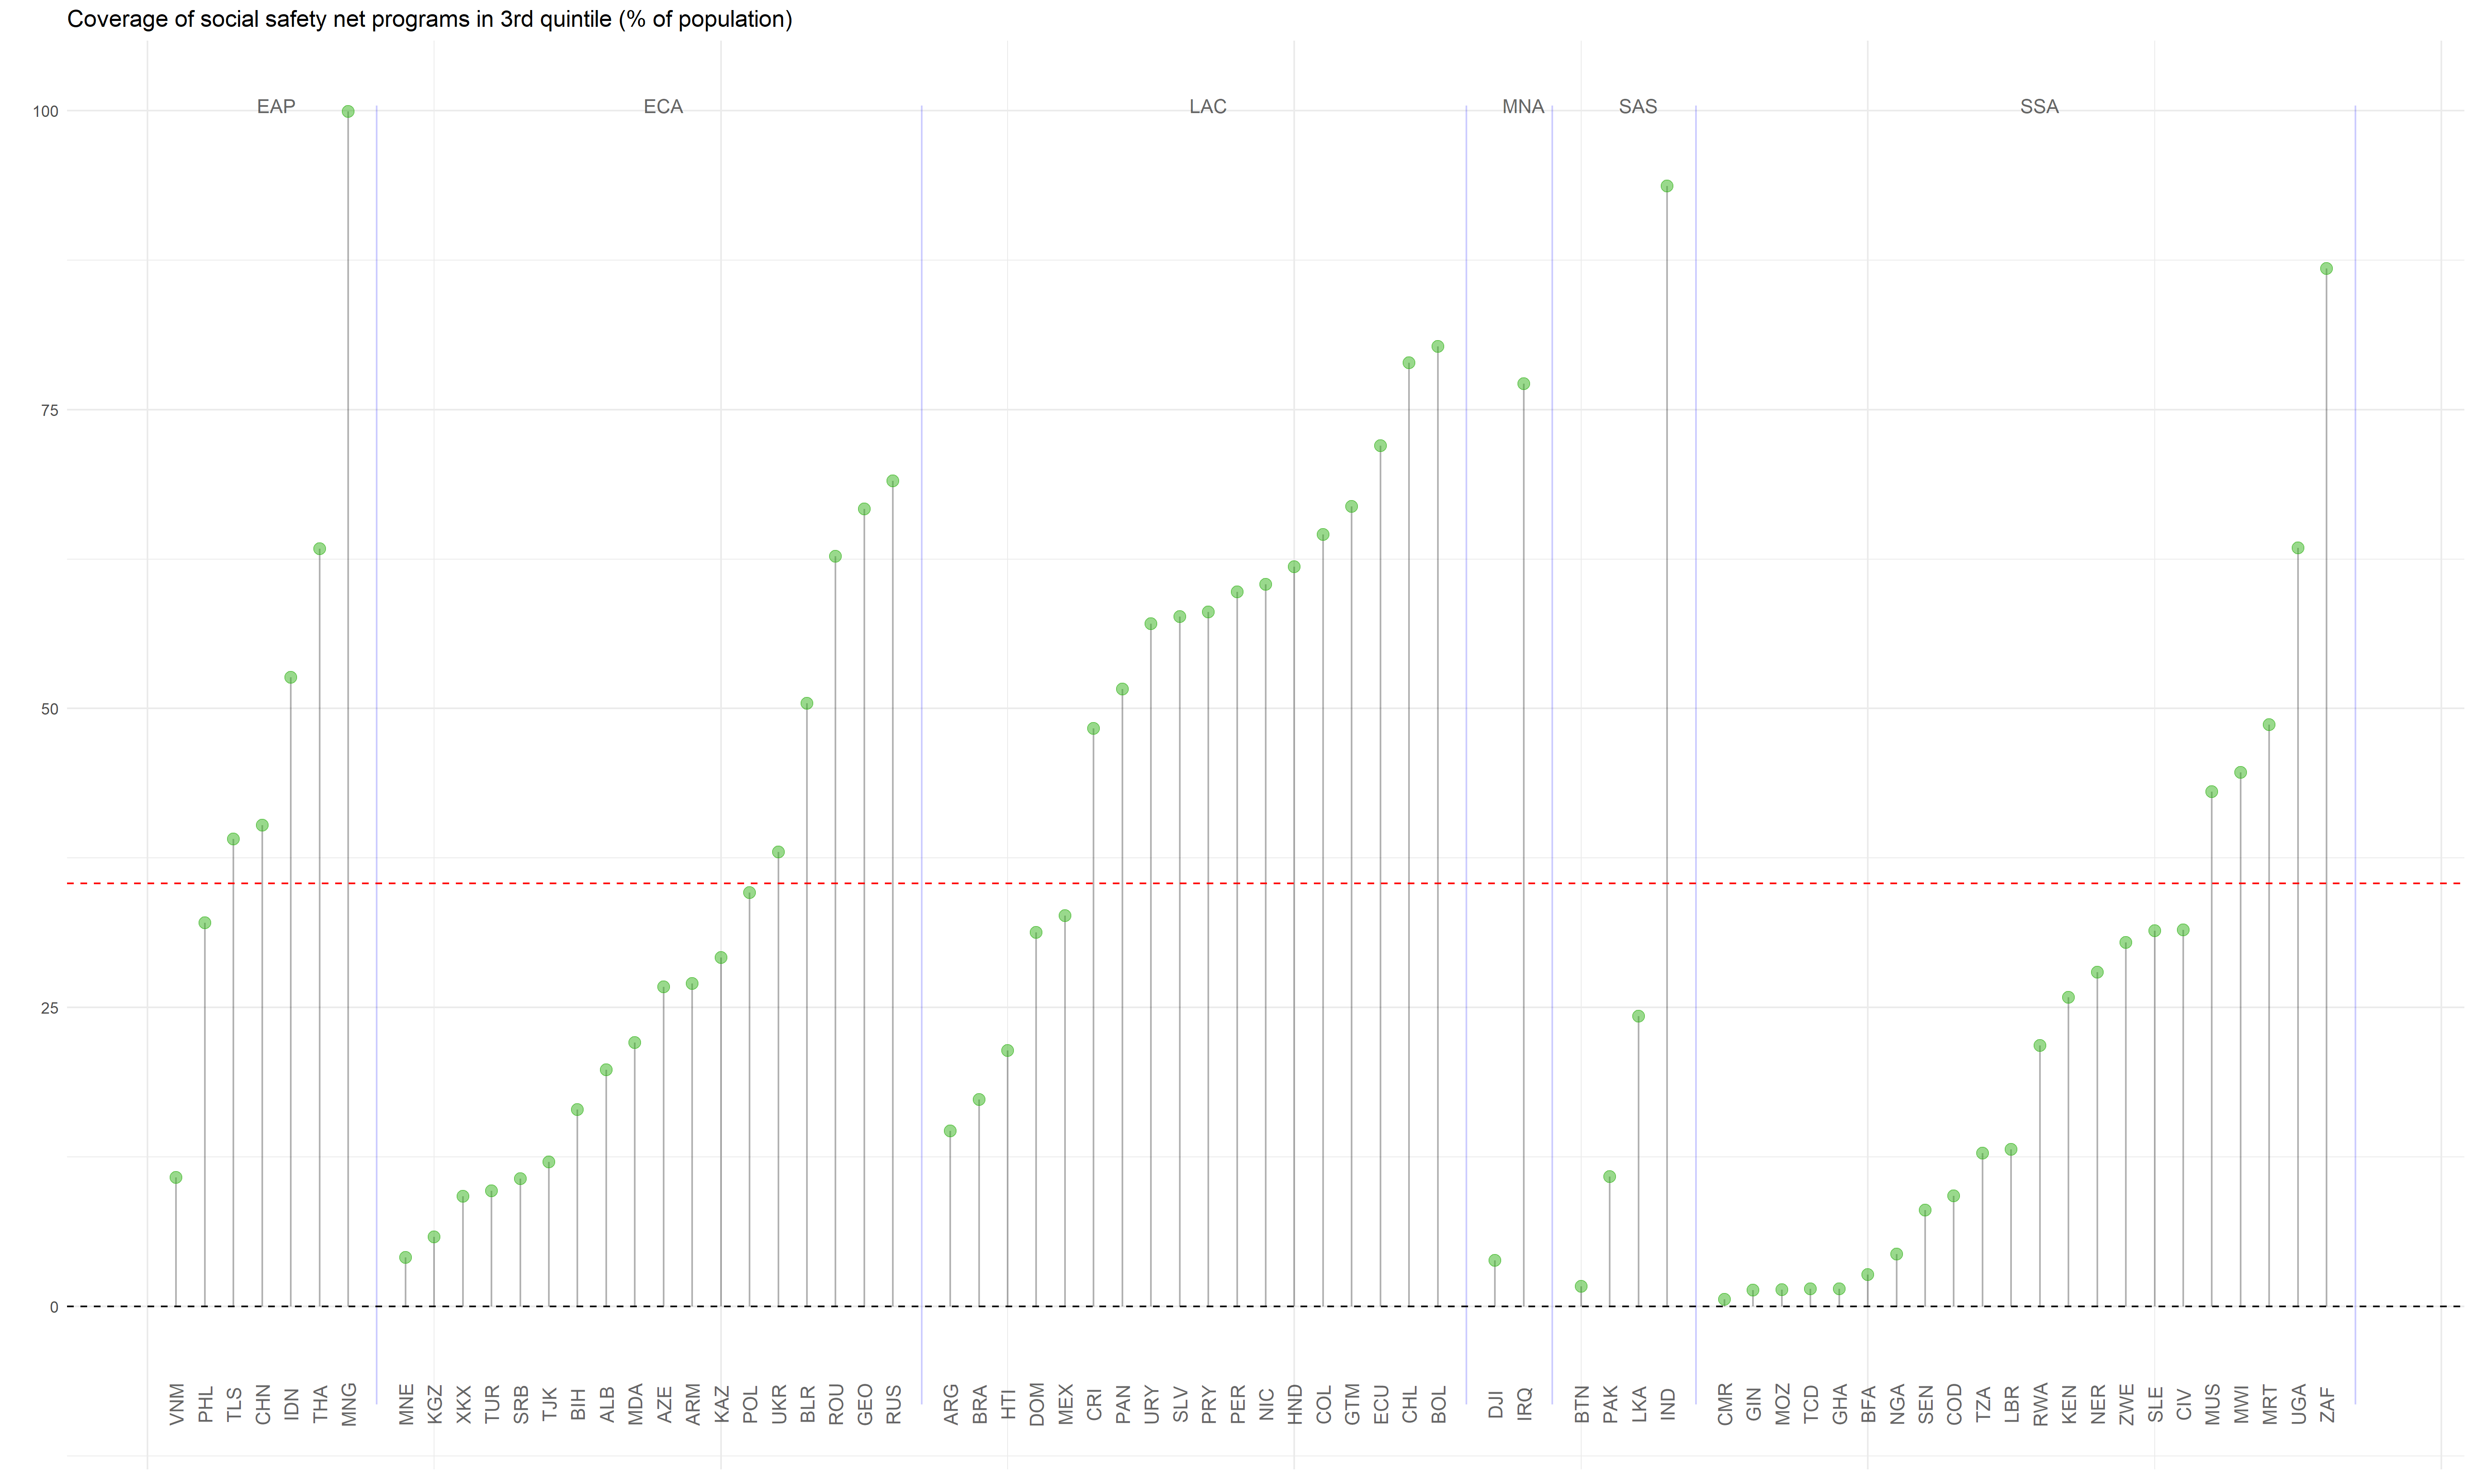 Coverage of social safety net programs in 3rd quintile (% of population)
EAP ECA LAC MNA SAS SSA
100
75
50
25
0
VNM PHL TLS CHN IDN THA MNG MNE KGZ XKX TUR SRB TJK BIH ALB MDA AZE ARM KAZ POL UKR BLR ROU GEO RUS ARG BRA HTI DOM MEX CRI PAN URY SLV PRY PER NIC HND COL GTM ECU CHL BOL DJI IRQ BTN PAK LKA IND CMR GIN MOZ TCD GHA BFA NGA SEN COD TZA LBR RWA KEN NER ZWE SLE CIV MUS MWI MRT UGA ZAF